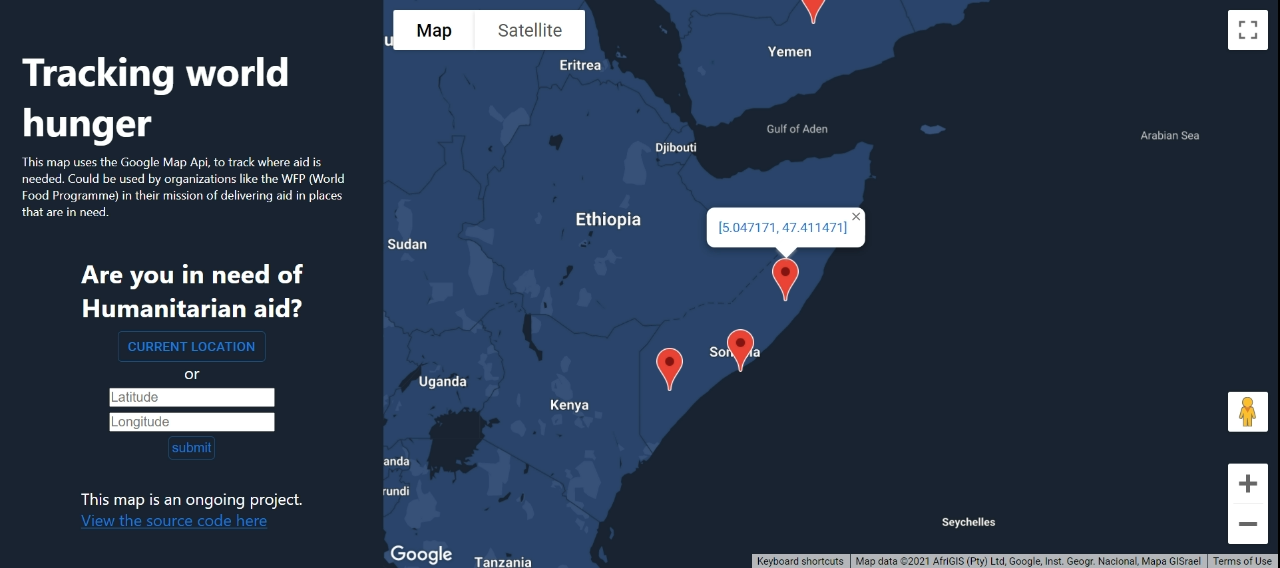 Tracking world
hunger
This map uses the Google Map Api, to track where aid is
needed. Could be used by organizations like the WFP (World
Food Programme) in their mission of delivering aid in places
that are in need.
Are you in need of
Humanitarian aid?
CURRENT LOCATION
or
Latitude
Longitude
submit
This map is an ongoing project.
View the source code here
Map
Satellite
Yemen
Eritrea
Gulf of Aden
Arabian Sea
Djibouti
Ethiopia
[5.047171, 47.411471]
Sudan
Uganda
Kenya
anda
rundi
Seychelles
Google
Tanzania
Keyboard shortcuts
Map data ©2021 AfriGIS (Pty) Ltd, Google, Inst. Geogr. Nacional, Mapa GISrael
Terms of Use